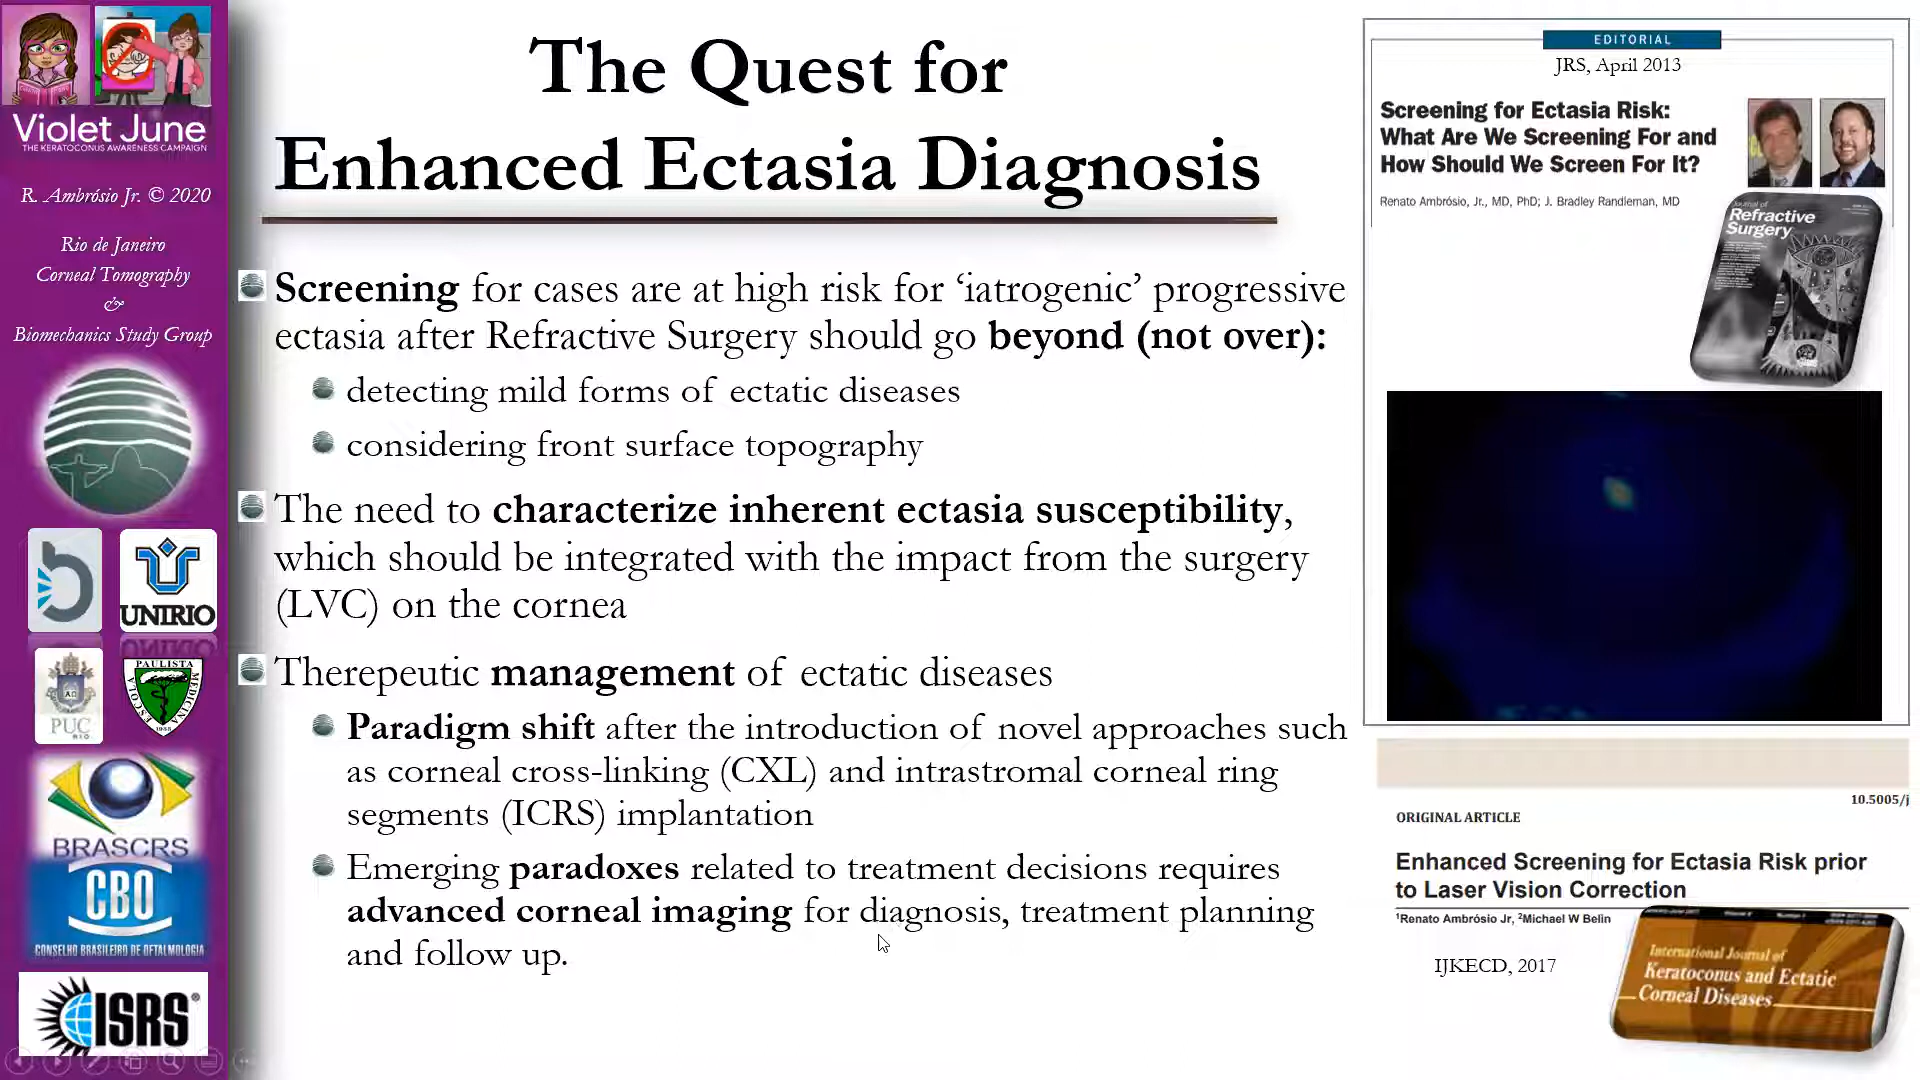 Violet June
THE KERATOCONUS AWARENESS CAMPAIGN
R. Ambrósio Jr. © 2020
Rio de Janeiro
Corneal Tomography
&
Biomechanics Study Group
UNIRIO
PUC
RIO
ESCOLA PAULISTA MEDICINA
BRASCRS
CBO
CONSELHO BRASILEIRO DE OFTALMOLOGIA
ISRS®
The Quest for
Enhanced Ectasia Diagnosis
Screening for cases are at high risk for ‘iatrogenic’ progressive
ectasia after Refractive Surgery should go beyond (not over):
detecting mild forms of ectatic diseases
considering front surface topography
The need to characterize inherent ectasia susceptibility,
which should be integrated with the impact from the surgery
(LVC) on the cornea
Therepeutic management of ectatic diseases
Paradigm shift after the introduction of novel approaches such
as corneal cross-linking (CXL) and intrastromal corneal ring
segments (ICRS) implantation
Emerging paradoxes related to treatment decisions requires
advanced corneal imaging for diagnosis, treatment planning
and follow up.
EDITORIAL
JRS, April 2013
Screening for Ectasia Risk:
What Are We Screening For and
How Should We Screen For It?
Renato Ambrósio, Jr., MD, PhD; J. Bradley Randleman, MD
Journal of
Refractive
Surgery
10.5005/j
ORIGINAL ARTICLE
Enhanced Screening for Ectasia Risk prior
to Laser Vision Correction
¹Renato Ambrósio Jr, ²Michael W Belin
IJKECD, 2017
International Journal of
Keratoconus and Ectatic
Corneal Diseases